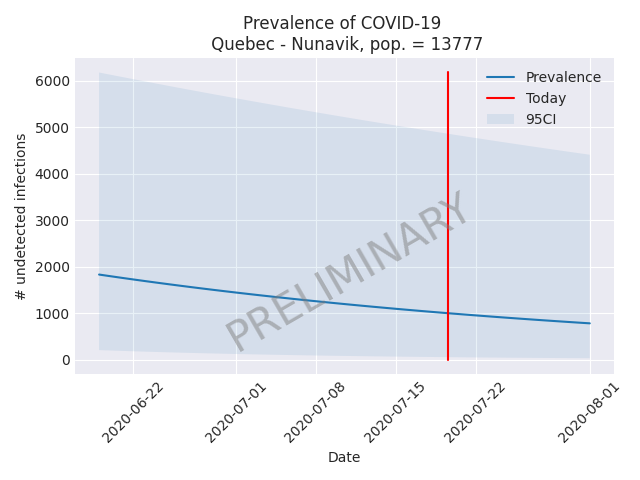 Prevalence of COVID-19
Quebec - Nunavik, pop. = 13777
Prevalence
Today
95CI
6000
5000
4000
3000
2000
1000
0
# undetected infections
PRELIMINARY
2020-06-22
2020-07-01
2020-07-08
2020-07-15
2020-07-22
2020-08-01
Date